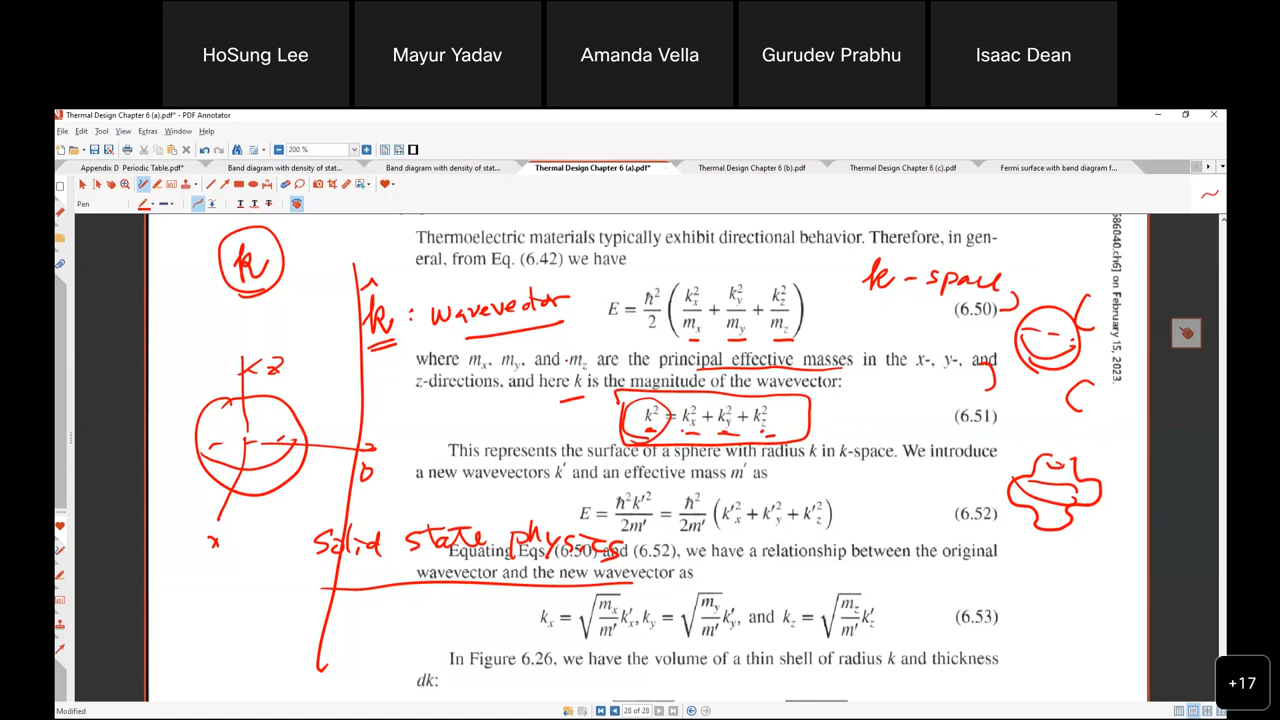 HoSung Lee
Mayur Yadav
Amanda Vella
Gurudev Prabhu
Isaac Dean
Thermal Design Chapter 6 (a).pdf* - PDF Annotator
File Edit Tool View Extras Window Help
200 %
Appendix D Periodic Table.pdf*
Band diagram with density of stat...
Band diagram with density of stat...
Thermal Design Chapter 6 (a).pdf*
Thermal Design Chapter 6 (b).pdf
Thermal Design Chapter 6 (c).pdf
Fermi surface with band diagram f...
Pen
Thermoelectric materials typically exhibit directional behavior. Therefore, in gen-
eral, from Eq. (6.42) we have
k
k - space
k : wavevector
E = ℏ²/2 (k_x²/m_x + k_y²/m_y + k_z²/m_z) (6.50)
where m_x, m_y, and m_z are the principal effective masses in the x-, y-, and
z-directions, and here k is the magnitude of the wavevector:
k² = k_x² + k_y² + k_z² (6.51)
This represents the surface of a sphere with radius k in k-space. We introduce
a new wavevectors k′ and an effective mass m′ as
E = ℏ²k′²/2m′ = ℏ²/2m′ (k′_x² + k′_y² + k′_z²) (6.52)
solid state physics
Equating Eqs. (6.50) and (6.52), we have a relationship between the original
wavevector and the new wavevector as
k_x = √(m_x/m′) k′_x, k_y = √(m_y/m′) k′_y, and k_z = √(m_z/m′) k′_z (6.53)
In Figure 6.26, we have the volume of a thin shell of radius k and thickness
dk:
586040.ch6] on February 15, 2023.
Modified
28 of 28
+17